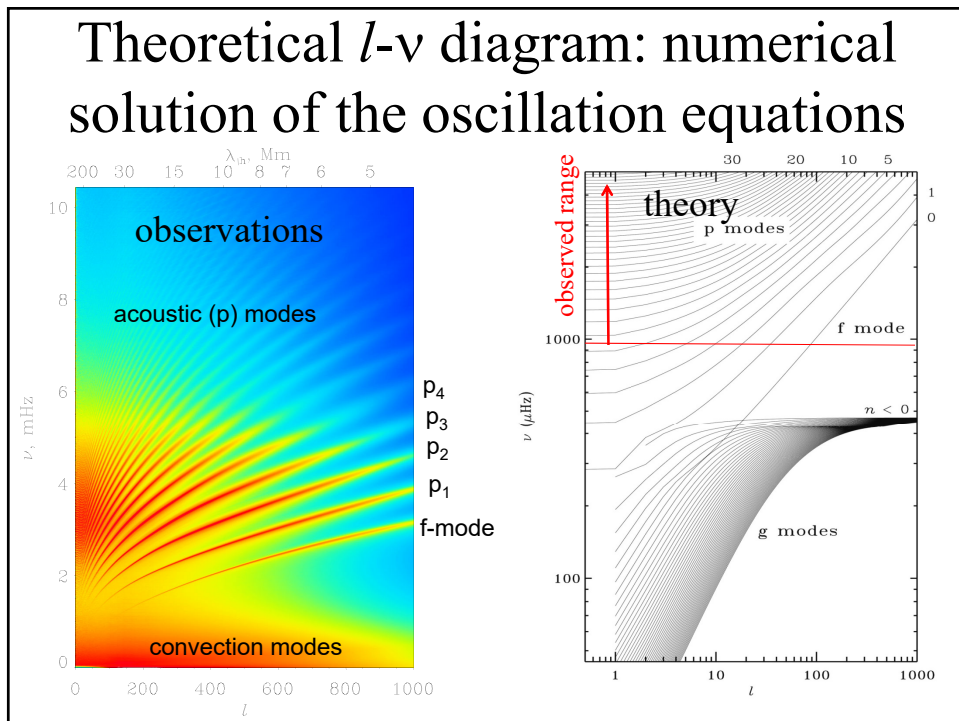 Theoretical l-ν diagram: numerical
solution of the oscillation equations
λₕ, Mm
200 30 15 10 8 7 6 5
10
8
6
4
2
0
ν, mHz
observations
acoustic (p) modes
p₄
p₃
p₂
p₁
f-mode
convection modes
0 200 400 600 800 1000
l
observed range
30 20 10 5
theory
p modes
1
0
f mode
1000
n < 0
ν (μHz)
g modes
100
1 10 100 1000
l